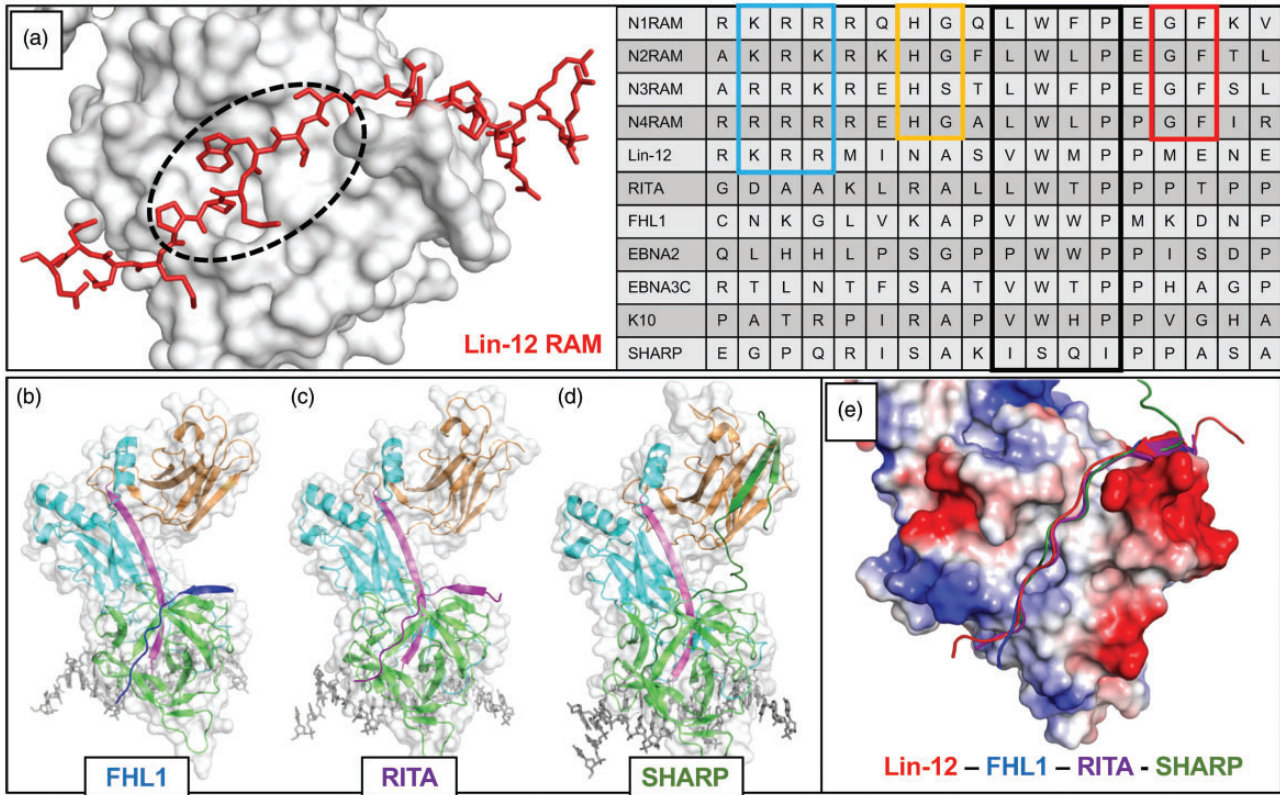 (a)
Lin-12 RAM
N1RAM R K R R R Q H G Q L W F P E G F K V
N2RAM A K R K R K H G F L W L P E G F T L
N3RAM A R R K R E H S T L W F P E G F S L
N4RAM R R R R R E H G A L W L P P G F I R
Lin-12 R K R R M I N A S V W M P P M E N E
RITA G D A A K L R A L L W T P P P T P P
FHL1 C N K G L V K A P V W W P M K D N P
EBNA2 Q L H H L P S G P P W W P P I S D P
EBNA3C R T L N T F S A T V W T P P H A G P
K10 P A T R P I R A P V W H P P V G H A
SHARP E G P Q R I S A K I S Q I P P A S A
(b)
FHL1
(c)
RITA
(d)
SHARP
(e)
Lin-12 – FHL1 – RITA - SHARP